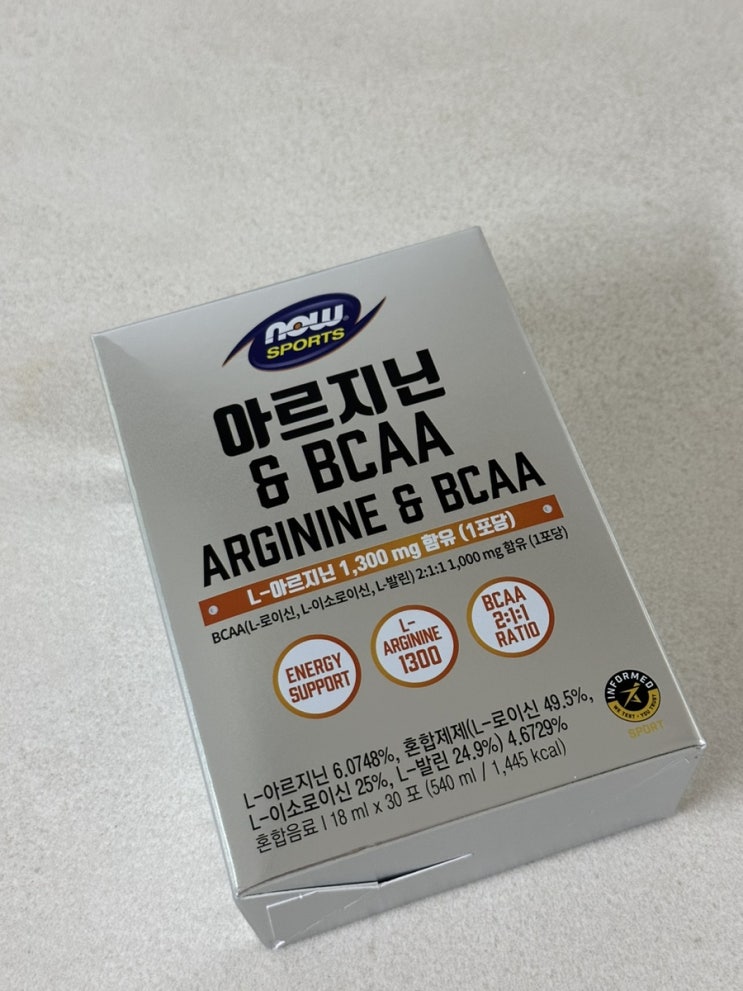 now
SPORTS
아르지닌
& BCAA
ARGININE & BCAA
L-아르지닌 1,300 mg 함유 (1포당)
BCAA(L-로이신, L-이소로이신, L-발린) 2:1:1 1,000 mg 함유 (1포당)
ENERGY
SUPPORT
L-
ARGININE
1300
BCAA
2:1:1
RATIO
INFORMED
WE TEST · YOU TRUST
SPORT
L-아르지닌 6.0748%, 혼합제제(L-로이신 49.5%,
L-이소로이신 25%, L-발린 24.9%) 4.6729%
혼합음료 | 18 ml x 30 포 (540 ml / 1,445 kcal)